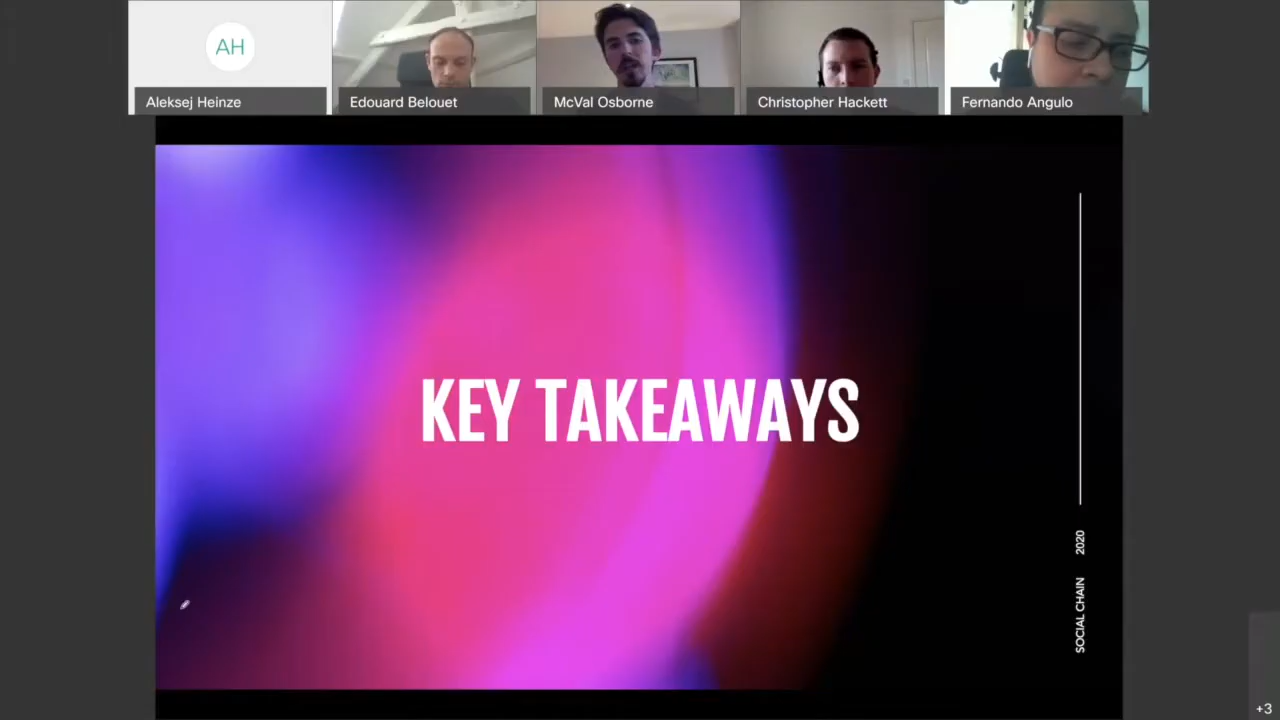 AH
Aleksej Heinze
Edouard Belouet
McVal Osborne
Christopher Hackett
Fernando Angulo
KEY TAKEAWAYS
SOCIAL CHAIN 2020
+3